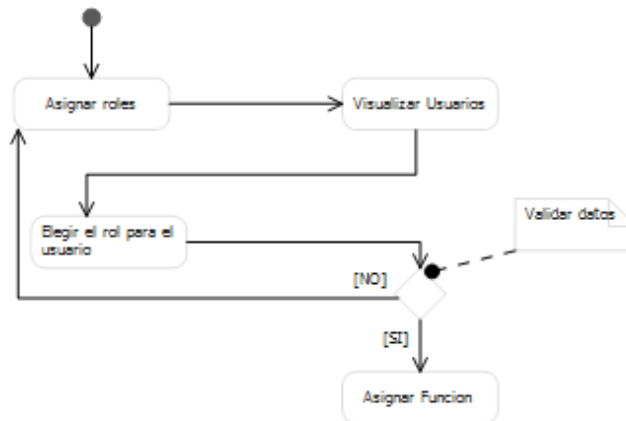 Asignar roles
Visualizar Usuarios
Elegir el rol para el
usuario
Validar datos
[NO]
[SI]
Asignar Funcion